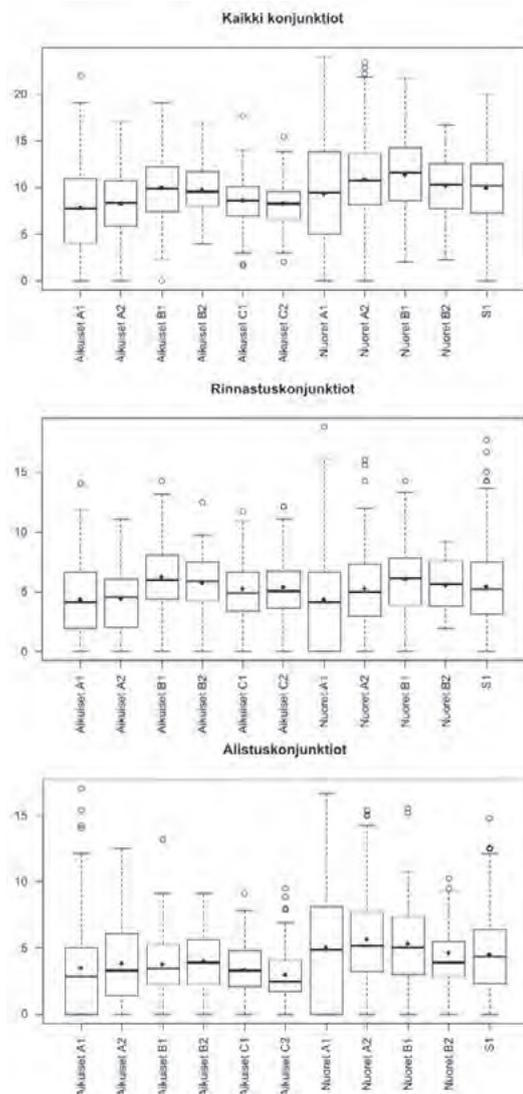 Kaikki konjunktiot
20
15
10
5
0
Aikuiset A1
Aikuiset A2
Aikuiset B1
Aikuiset B2
Aikuiset C1
Aikuiset C2
Nuoret A1
Nuoret A2
Nuoret B1
Nuoret B2
S1
Rinnastuskonjunktiot
15
10
5
0
Aikuiset A1
Aikuiset A2
Aikuiset B1
Aikuiset B2
Aikuiset C1
Aikuiset C2
Nuoret A1
Nuoret A2
Nuoret B1
Nuoret B2
S1
Alistuskonjunktiot
15
10
5
0
Aikuiset A1
Aikuiset A2
Aikuiset B1
Aikuiset B2
Aikuiset C1
Aikuiset C2
Nuoret A1
Nuoret A2
Nuoret B1
Nuoret B2
S1